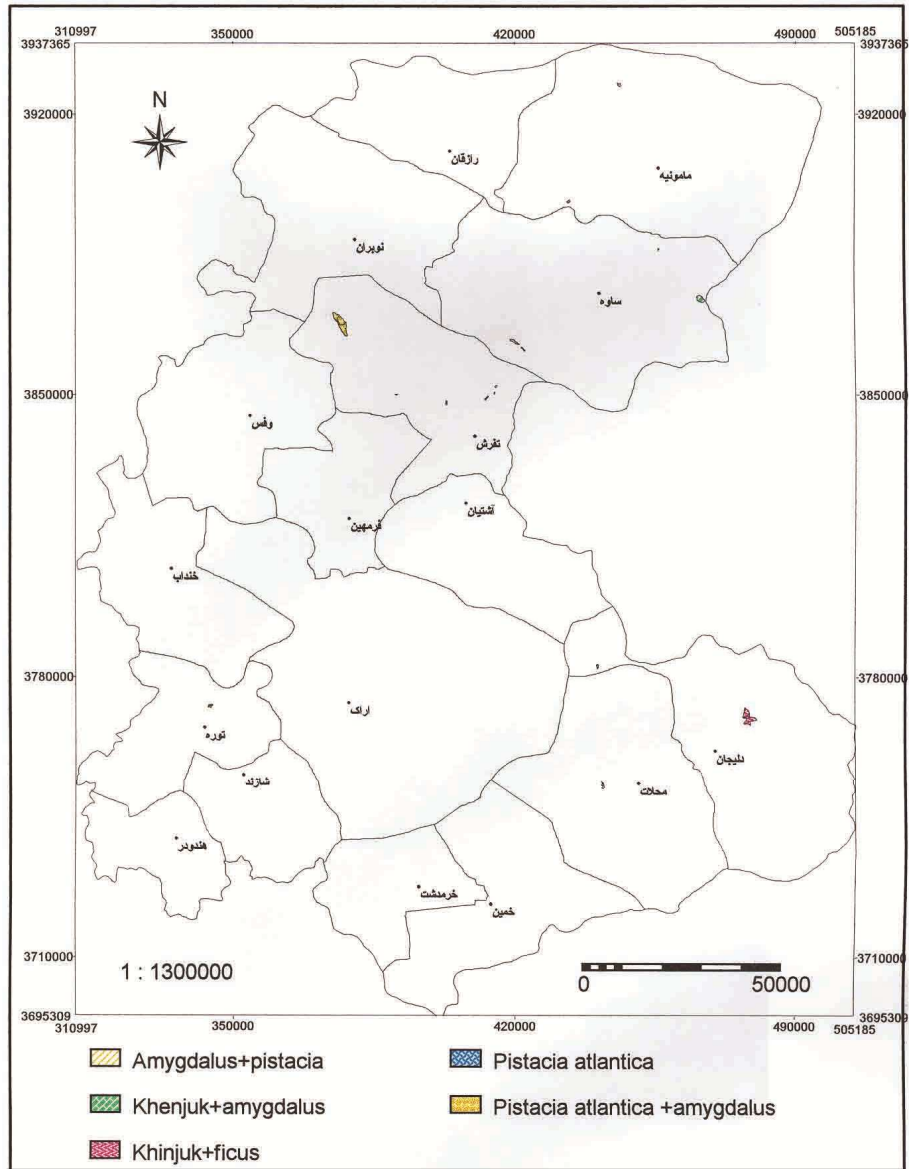 310997 350000 420000 490000 505185
3937365 3937365
N
3920000 3920000
رازقان
مامونیه
نوبران
ساوه
3850000 3850000
وفس
تفرش
آشتیان
فرمهین
خنداب
3780000 3780000
اراک
توره
دلیجان
شازند
محلات
هندودر
خرمدشت
خمین
3710000 3710000
1 : 1300000
0 50000
3695309 3695309
310997 350000 420000 490000 505185
Amygdalus+pistacia
Pistacia atlantica
Khenjuk+amygdalus
Pistacia atlantica +amygdalus
Khinjuk+ficus